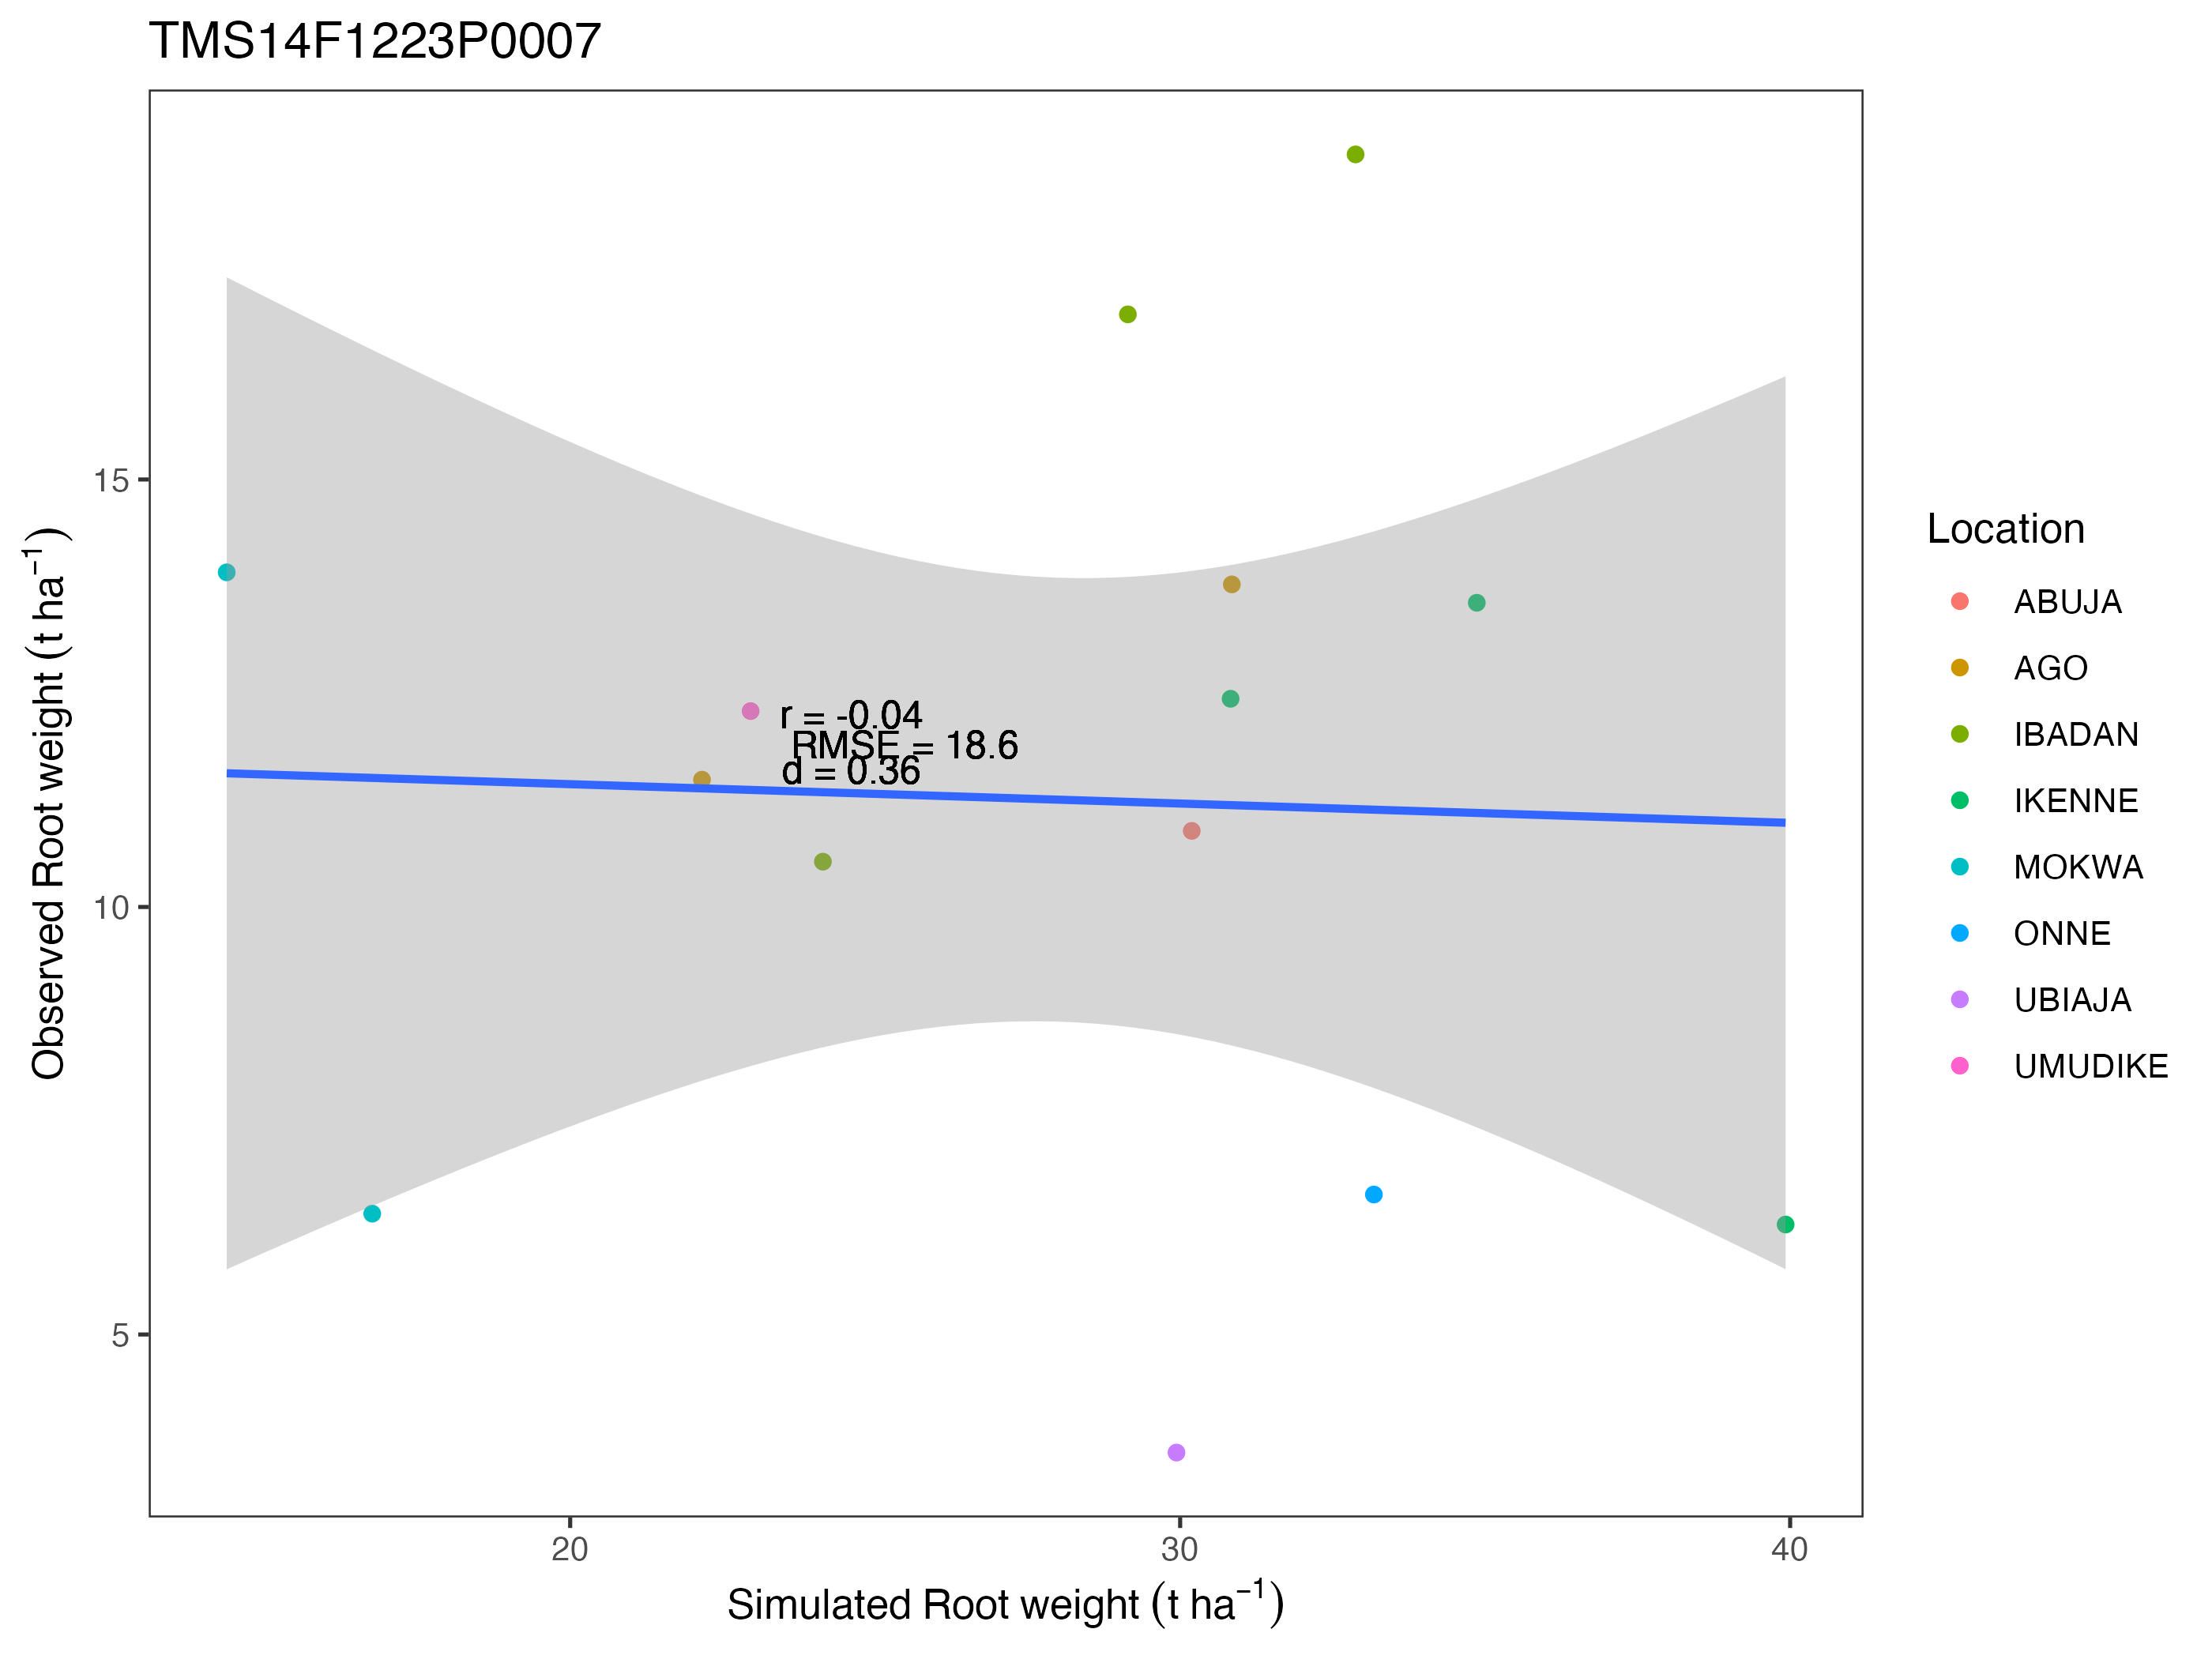 TMS14F1223P0007
Observed Root weight (t ha⁻¹)
15
10
5
r = -0.04
RMSE = 18.6
d = 0.36
20
30
40
Simulated Root weight (t ha⁻¹)
Location
ABUJA
AGO
IBADAN
IKENNE
MOKWA
ONNE
UBIAJA
UMUDIKE